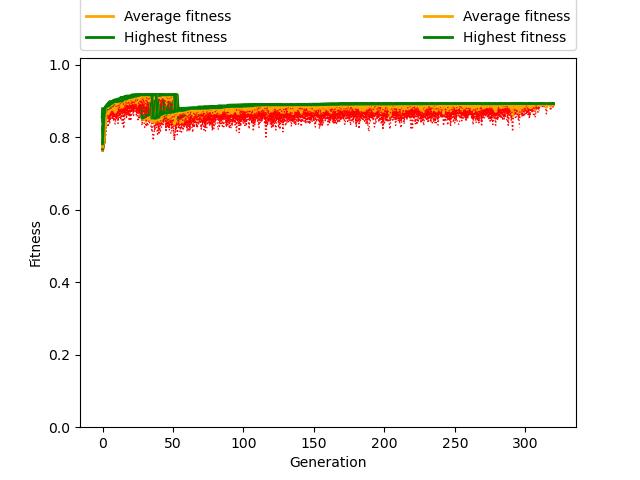 Average fitness Average fitness
Highest fitness Highest fitness
1.0
0.8
0.6
0.4
0.2
0.0
Fitness
0 50 100 150 200 250 300
Generation